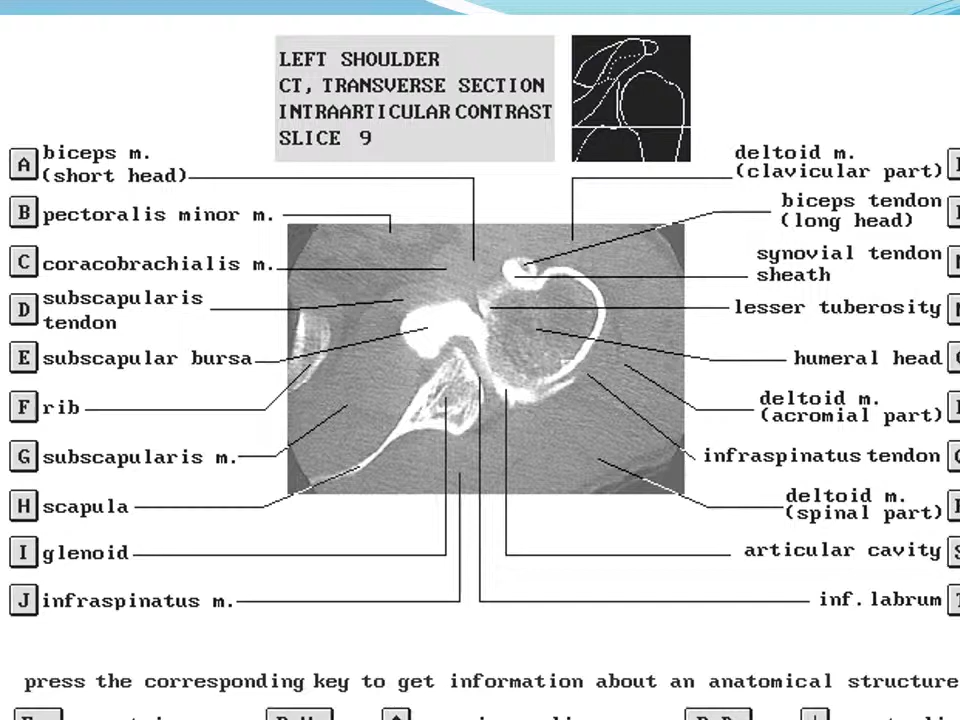 LEFT SHOULDER
CT, TRANSVERSE SECTION
INTRAARTICULAR CONTRAST
SLICE 9
A biceps m.
(short head)
B pectoralis minor m.
C coracobrachialis m.
D subscapularis
tendon
E subscapular bursa
F rib
G subscapularis m.
H scapula
I glenoid
J infraspinatus m.
deltoid m.
(clavicular part)
biceps tendon
(long head)
synovial tendon
sheath
lesser tuberosity
humeral head
deltoid m.
(acromial part)
infraspinatus tendon
deltoid m.
(spinal part)
articular cavity
inf. labrum
press the corresponding key to get information about an anatomical structure